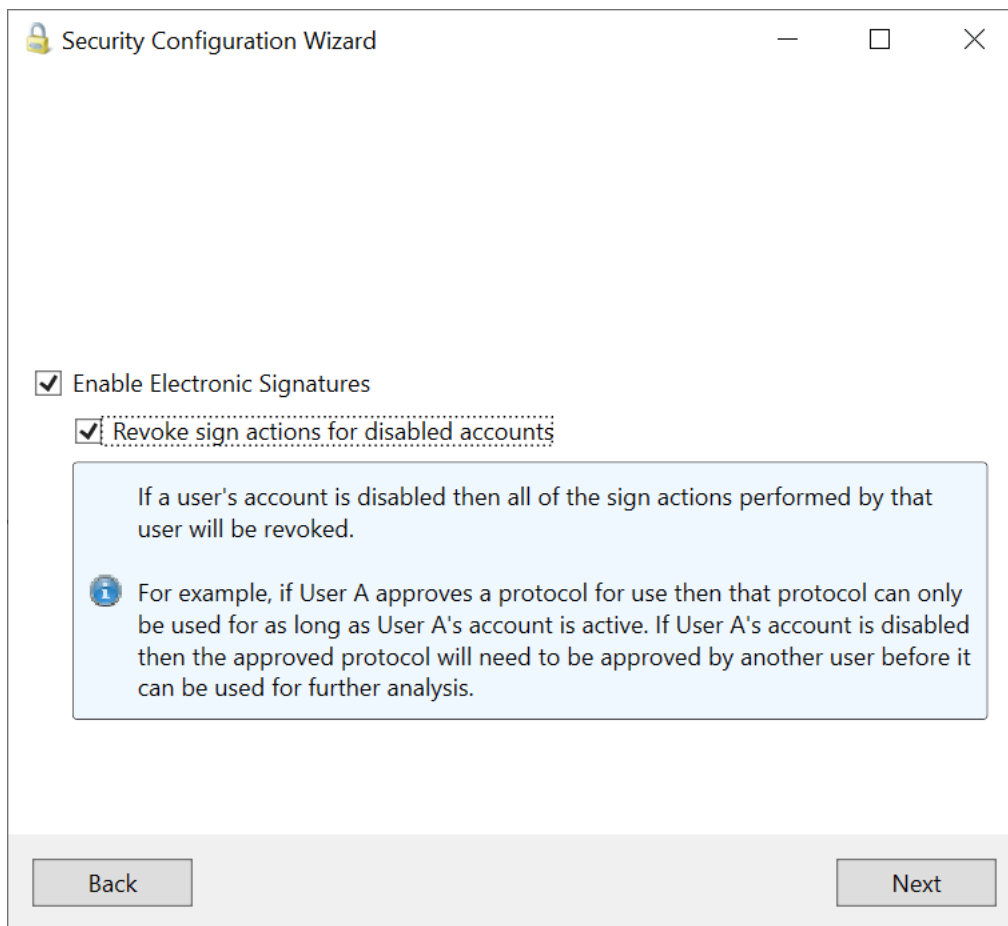 Security Configuration Wizard
Enable Electronic Signatures
Revoke sign actions for disabled accounts
If a user's account is disabled then all of the sign actions performed by that
user will be revoked.
For example, if User A approves a protocol for use then that protocol can only
be used for as long as User A's account is active. If User A's account is disabled
then the approved protocol will need to be approved by another user before it
can be used for further analysis.
Back
Next